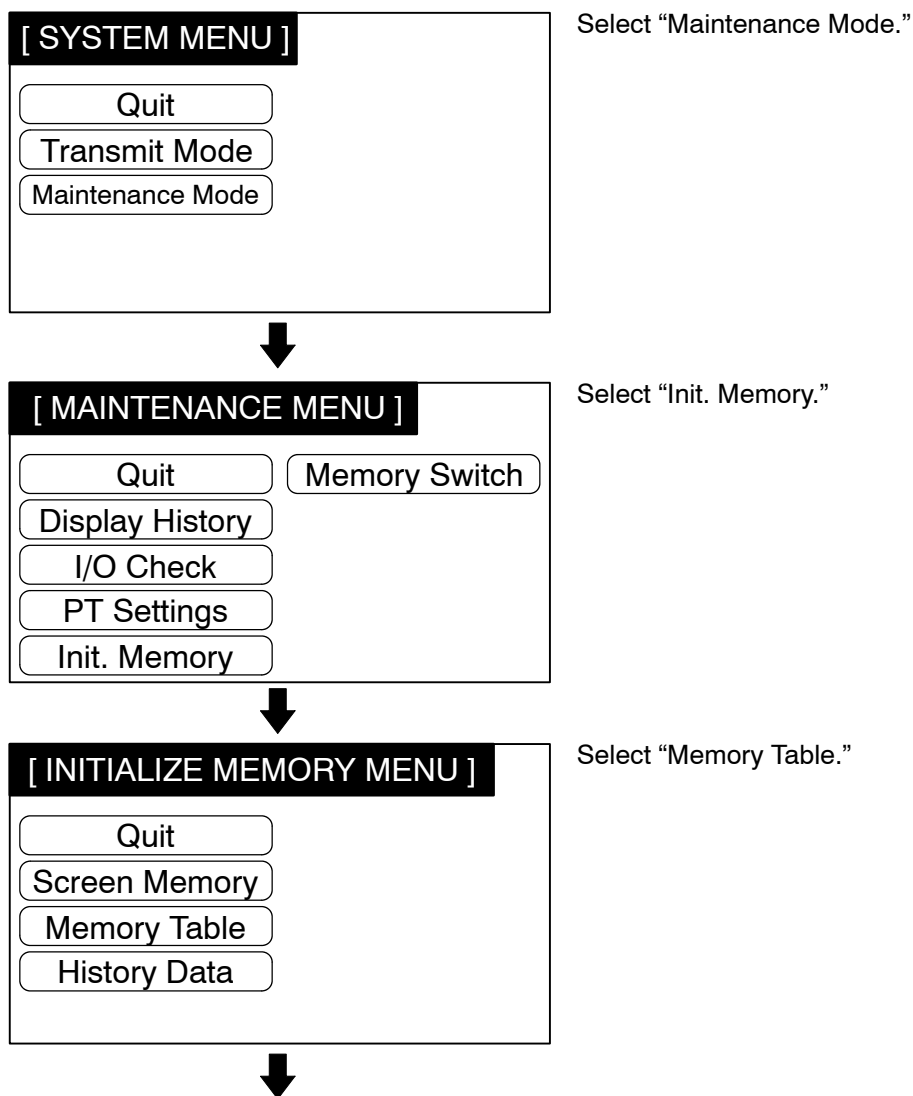 [ SYSTEM MENU ]
Select “Maintenance Mode.”
Quit
Transmit Mode
Maintenance Mode
[ MAINTENANCE MENU ]
Select “Init. Memory.”
Quit
Memory Switch
Display History
I/O Check
PT Settings
Init. Memory
[ INITIALIZE MEMORY MENU ]
Select “Memory Table.”
Quit
Screen Memory
Memory Table
History Data